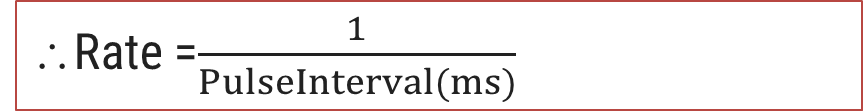 ∴ Rate = 1
PulseInterval(ms)